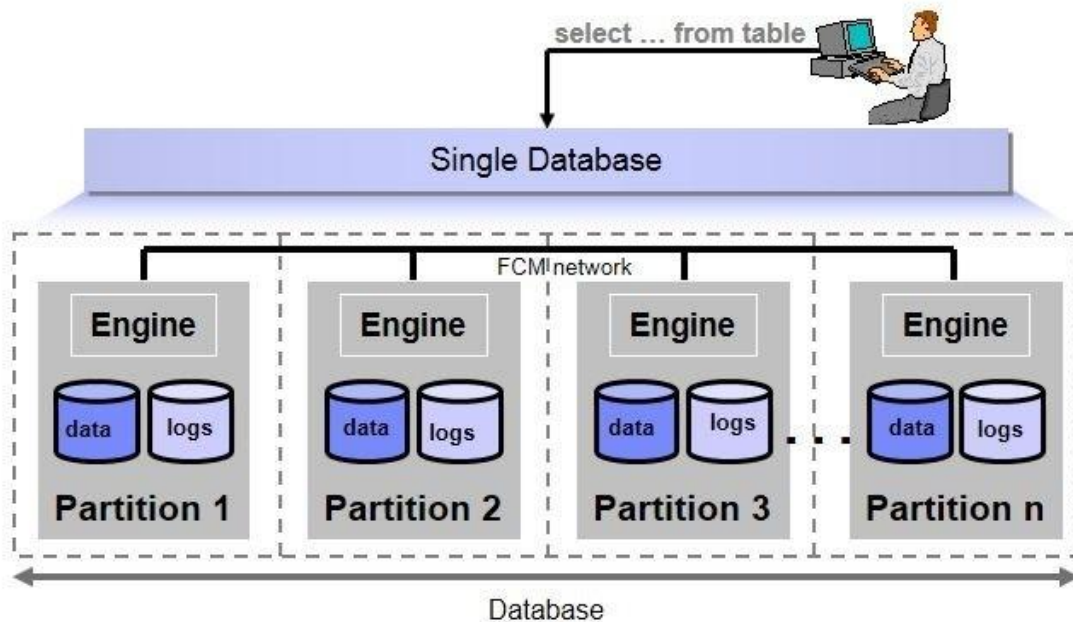 select ... from table
Single Database
FCM network
Engine Engine Engine Engine
data logs data logs data logs ... data logs
Partition 1 Partition 2 Partition 3 Partition n
Database